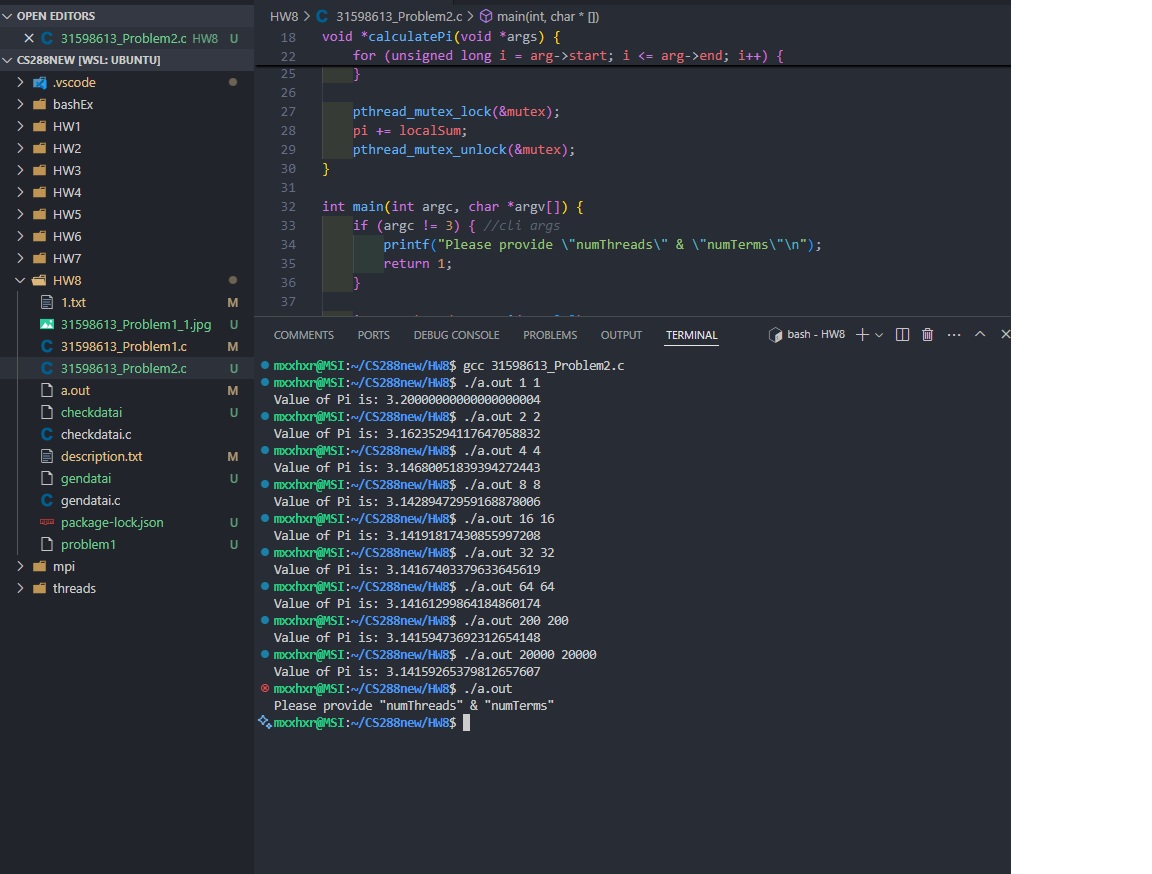 OPEN EDITORS
31598613_Problem2.c HW8 U
CS288NEW [WSL: UBUNTU]
.vscode
bashEx
HW1
HW2
HW3
HW4
HW5
HW6
HW7
HW8
1.txt M
31598613_Problem1_1.jpg U
31598613_Problem1.c M
31598613_Problem2.c U
a.out M
checkdatai U
checkdatai.c
description.txt M
gendatai U
gendatai.c
package-lock.json U
problem1 U
mpi
threads
HW8 > C 31598613_Problem2.c > main(int, char * [])
18 void *calculatePi(void *args) {
22 for (unsigned long i = arg->start; i <= arg->end; i++) {
25 }
26
27 pthread_mutex_lock(&mutex);
28 pi += localSum;
29 pthread_mutex_unlock(&mutex);
30 }
31
32 int main(int argc, char *argv[]) {
33 if (argc != 3) { //cli args
34 printf("Please provide \"numThreads\" & \"numTerms\"\n");
35 return 1;
36 }
37
COMMENTS PORTS DEBUG CONSOLE PROBLEMS OUTPUT TERMINAL bash - HW8
mxxhxr@MSI:~/CS288new/HW8$ gcc 31598613_Problem2.c
mxxhxr@MSI:~/CS288new/HW8$ ./a.out 1 1
Value of Pi is: 3.20000000000000000004
mxxhxr@MSI:~/CS288new/HW8$ ./a.out 2 2
Value of Pi is: 3.16235294117647058832
mxxhxr@MSI:~/CS288new/HW8$ ./a.out 4 4
Value of Pi is: 3.14680051839394272443
mxxhxr@MSI:~/CS288new/HW8$ ./a.out 8 8
Value of Pi is: 3.14289472959168878006
mxxhxr@MSI:~/CS288new/HW8$ ./a.out 16 16
Value of Pi is: 3.14191817430855997208
mxxhxr@MSI:~/CS288new/HW8$ ./a.out 32 32
Value of Pi is: 3.14167403379633645619
mxxhxr@MSI:~/CS288new/HW8$ ./a.out 64 64
Value of Pi is: 3.14161299864184860174
mxxhxr@MSI:~/CS288new/HW8$ ./a.out 200 200
Value of Pi is: 3.14159473692312654148
mxxhxr@MSI:~/CS288new/HW8$ ./a.out 20000 20000
Value of Pi is: 3.14159265379812657607
mxxhxr@MSI:~/CS288new/HW8$ ./a.out
Please provide "numThreads" & "numTerms"
mxxhxr@MSI:~/CS288new/HW8$